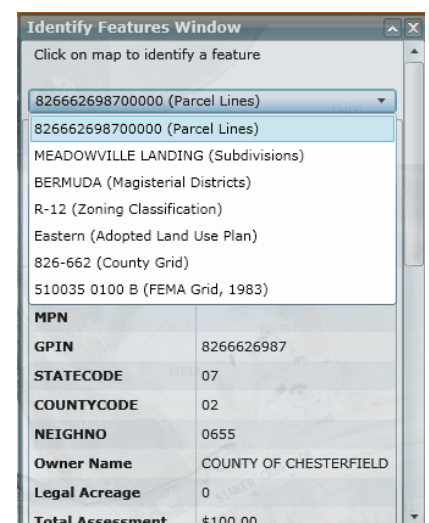 Identify Features Window
Click on map to identify a feature
826662698700000 (Parcel Lines)
826662698700000 (Parcel Lines)
MEADOWVILLE LANDING (Subdivisions)
BERMUDA (Magisterial Districts)
R-12 (Zoning Classification)
Eastern (Adopted Land Use Plan)
826-662 (County Grid)
510035 0100 B (FEMA Grid, 1983)
MPN
GPIN 8266626987
STATECODE 07
COUNTYCODE 02
NEIGHNO 0655
Owner Name COUNTY OF CHESTERFIELD
Legal Acreage 0
Total Assessment $100.00